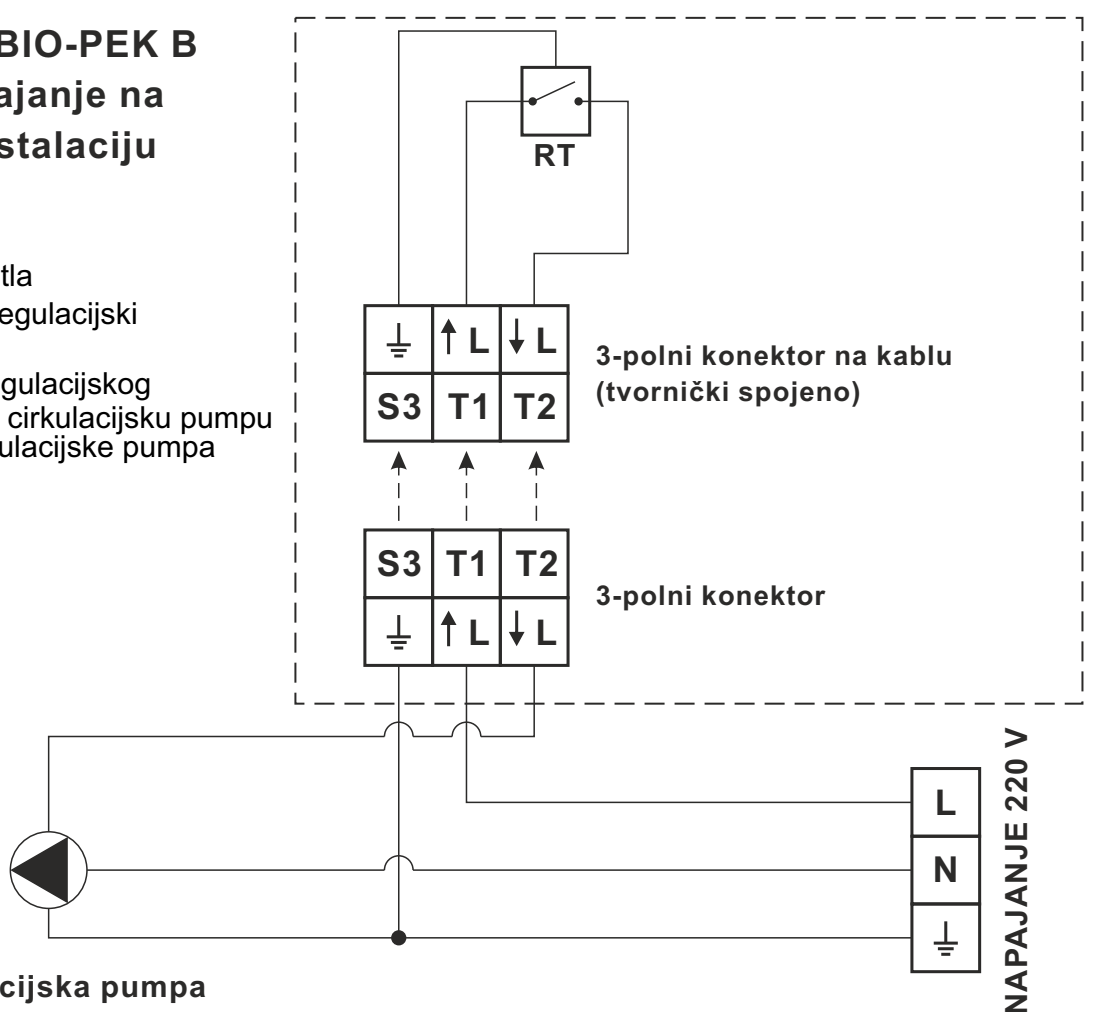 BIO-PEK B
ajanje na
stalaciju
tla
egulacijski
gulacijskog
cirkulacijsku pumpu
ulacijske pumpa
RT
L L
S3 T1 T2
3-polni konektor na kablu
(tvornički spojeno)
S3 T1 T2
L L
3-polni konektor
L
N
NAPAJANJE 220 V
cijska pumpa